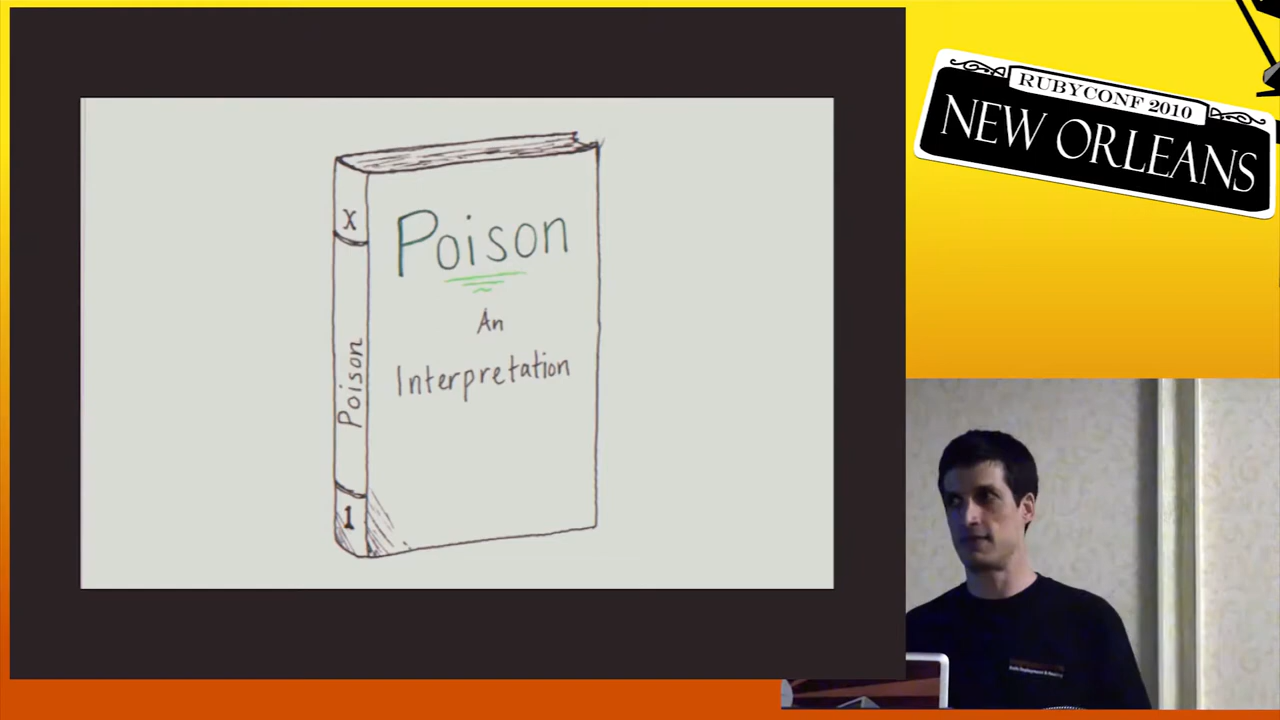 X
Poison
1
Poison
An
Interpretation
RUBYCONF 2010
NEW ORLEANS